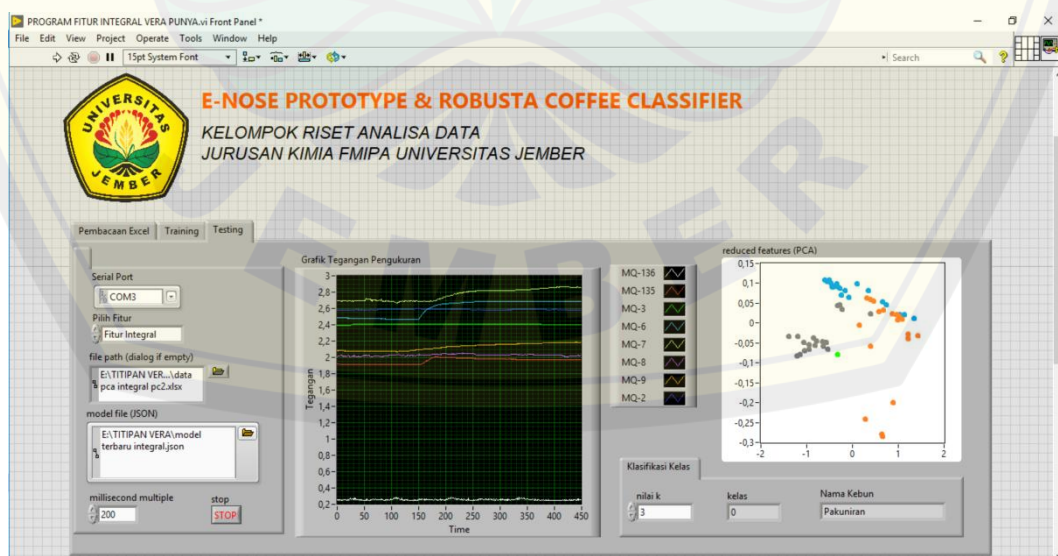 PROGRAM FITUR INTEGRAL VERA PUNYA.vi Front Panel *
File Edit View Project Operate Tools Window Help
15pt System Font
Search
UNIVERSITAS
JEMBER
E-NOSE PROTOTYPE & ROBUSTA COFFEE CLASSIFIER
KELOMPOK RISET ANALISA DATA
JURUSAN KIMIA FMIPA UNIVERSITAS JEMBER
Pembacaan Excel Training Testing
Serial Port
COM3
Pilih Fitur
Fitur Integral
file path (dialog if empty)
E:\TITIPAN VER...\data
pca integral pc2.xlsx
model file (JSON)
E:\TITIPAN VERA\model
terbaru integral.json
millisecond multiple
200
stop
STOP
Grafik Tegangan Pengukuran
Tegangan
3
2,8
2,6
2,4
2,2
2
1,8
1,6
1,4
1,2
1
0,8
0,6
0,4
0,2
0 50 100 150 200 250 300 350 400 450
Time
MQ-136
MQ-135
MQ-3
MQ-6
MQ-7
MQ-8
MQ-9
MQ-2
reduced features (PCA)
0,15
0,1
0,05
0
-0,05
-0,1
-0,15
-0,2
-0,25
-0,3
-2 -1 0 1 2
Klasifikasi Kelas
nilai k
3
kelas
0
Nama Kebun
Pakuniran